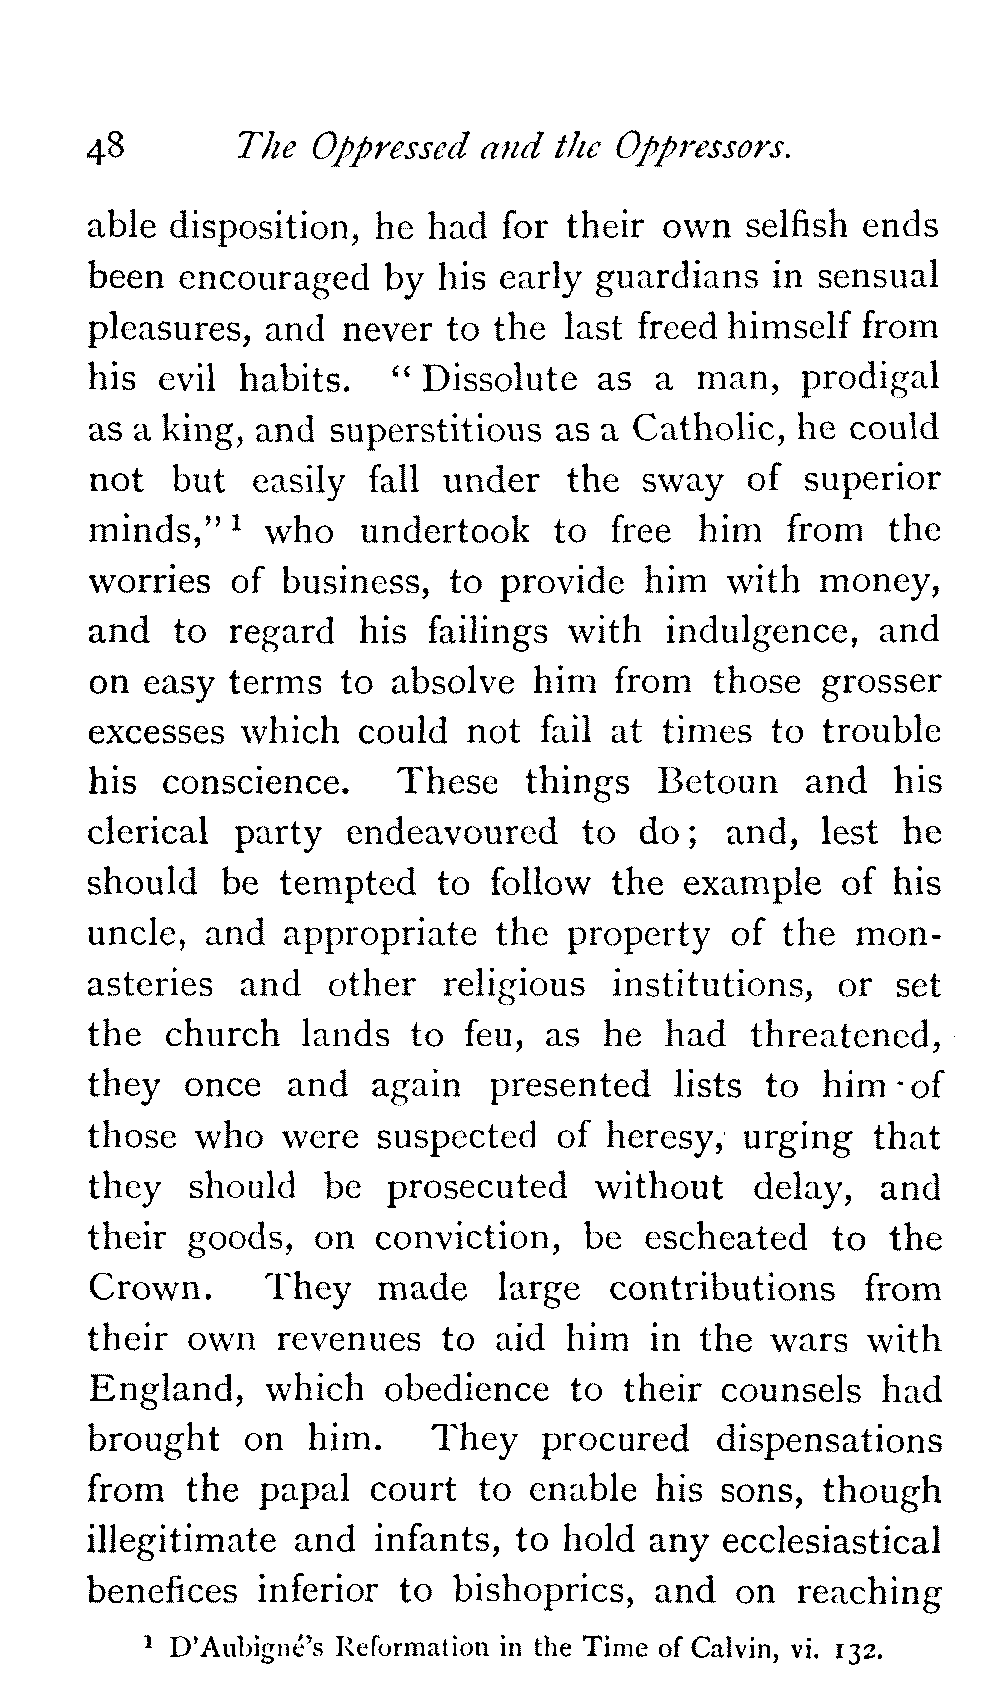 48 The Oppressed and the Oppressors.
able disposition, he had for their own selfish ends
been encouraged by his early guardians in sensual
pleasures, and never to the last freed himself from
his evil habits. “ Dissolute as a man, prodigal
as a king, and superstitious as a Catholic, he could
not but easily fall under the sway of superior
minds,” ¹ who undertook to free him from the
worries of business, to provide him with money,
and to regard his failings with indulgence, and
on easy terms to absolve him from those grosser
excesses which could not fail at times to trouble
his conscience. These things Betoun and his
clerical party endeavoured to do ; and, lest he
should be tempted to follow the example of his
uncle, and appropriate the property of the mon-
asteries and other religious institutions, or set
the church lands to feu, as he had threatened,
they once and again presented lists to him of
those who were suspected of heresy, urging that
they should be prosecuted without delay, and
their goods, on conviction, be escheated to the
Crown. They made large contributions from
their own revenues to aid him in the wars with
England, which obedience to their counsels had
brought on him. They procured dispensations
from the papal court to enable his sons, though
illegitimate and infants, to hold any ecclesiastical
benefices inferior to bishoprics, and on reaching
¹ D’Aubigné’s Reformation in the Time of Calvin, vi. 132.